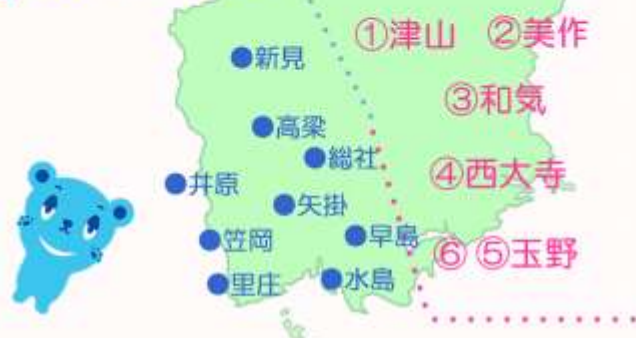 ①津山 ②美作
新見
③和気
高梁
総社
④西大寺
井原
矢掛
笠岡
早島
⑥ ⑤玉野
里庄
水島